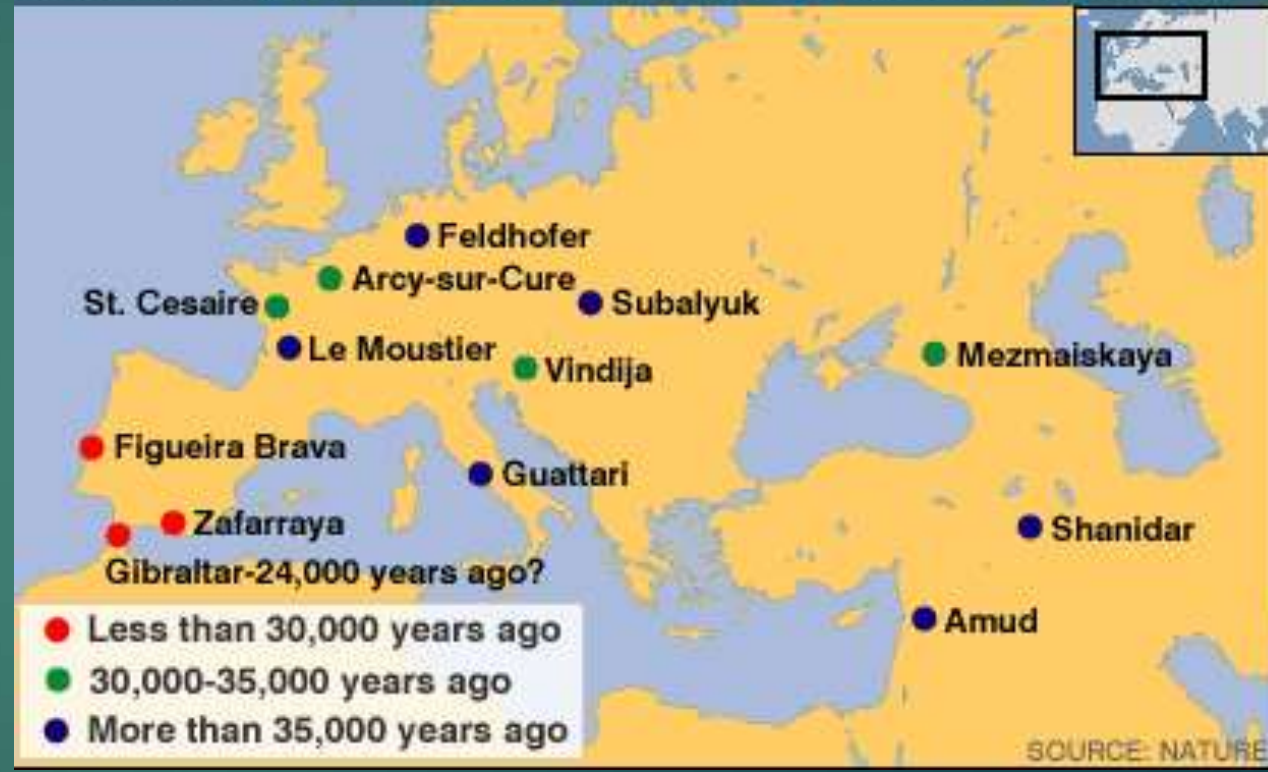 Feldhofer
Arcy-sur-Cure
St. Cesaire
Subalyuk
Le Moustier
Vindija
Mezmaiskaya
Figueira Brava
Guattari
Zafarraya
Shanidar
Gibraltar-24,000 years ago?
Amud
Less than 30,000 years ago
30,000-35,000 years ago
More than 35,000 years ago
SOURCE: NATURE